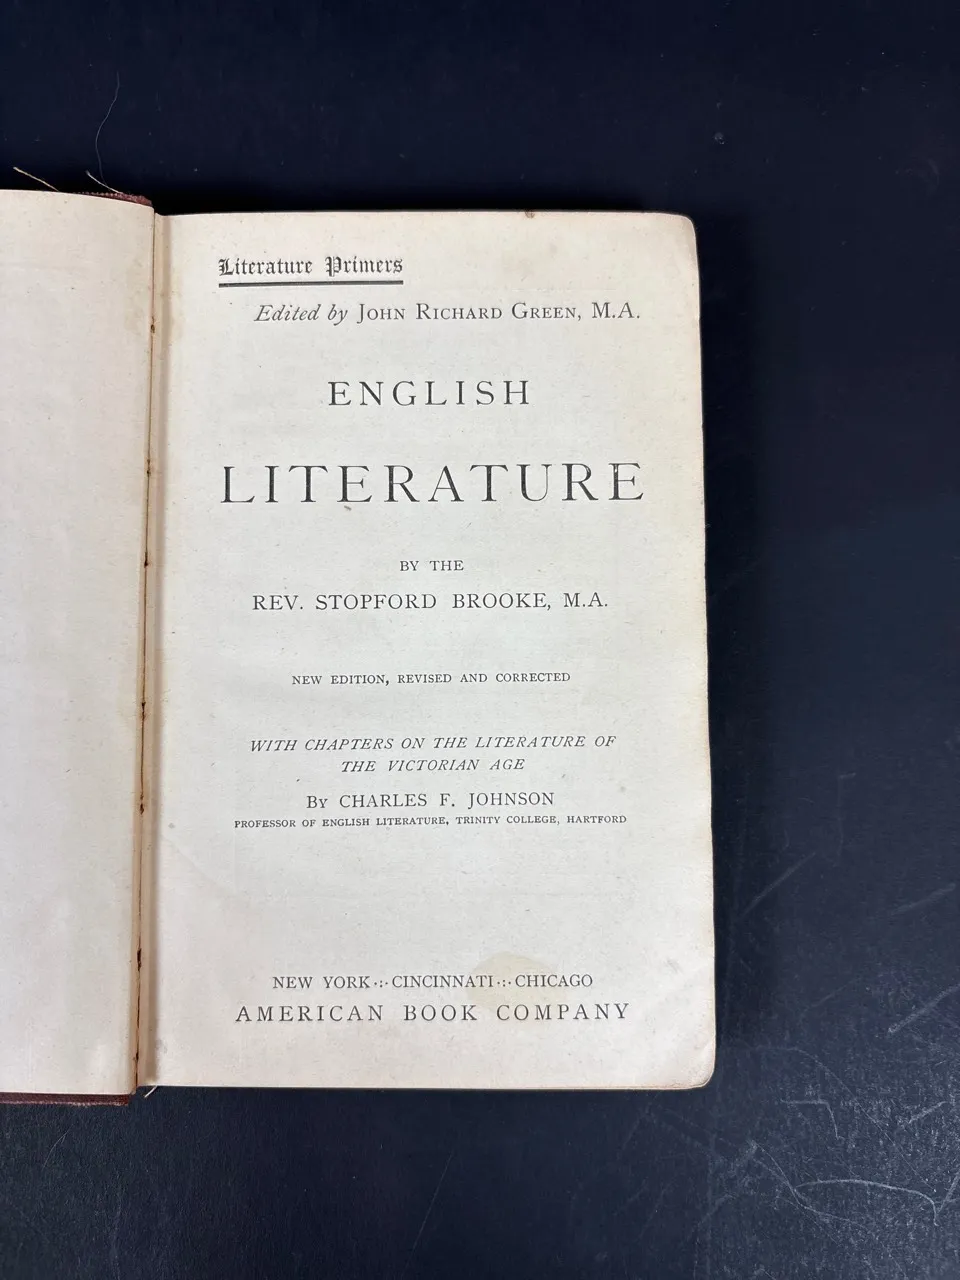 Literature Primers
Edited by JOHN RICHARD GREEN, M.A.
ENGLISH
LITERATURE
BY THE
REV. STOPFORD BROOKE, M.A.
NEW EDITION, REVISED AND CORRECTED
WITH CHAPTERS ON THE LITERATURE OF
THE VICTORIAN AGE
BY CHARLES F. JOHNSON
PROFESSOR OF ENGLISH LITERATURE, TRINITY COLLEGE, HARTFORD
NEW YORK ·:· CINCINNATI ·:· CHICAGO
AMERICAN BOOK COMPANY